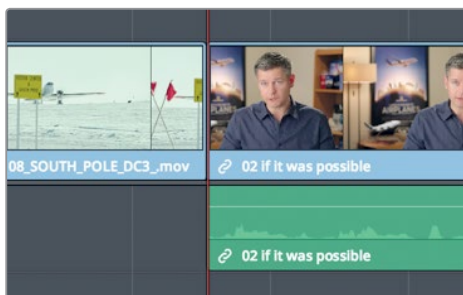 08_SOUTH_POLE_DC3_.mov
02 if it was possible
02 if it was possible